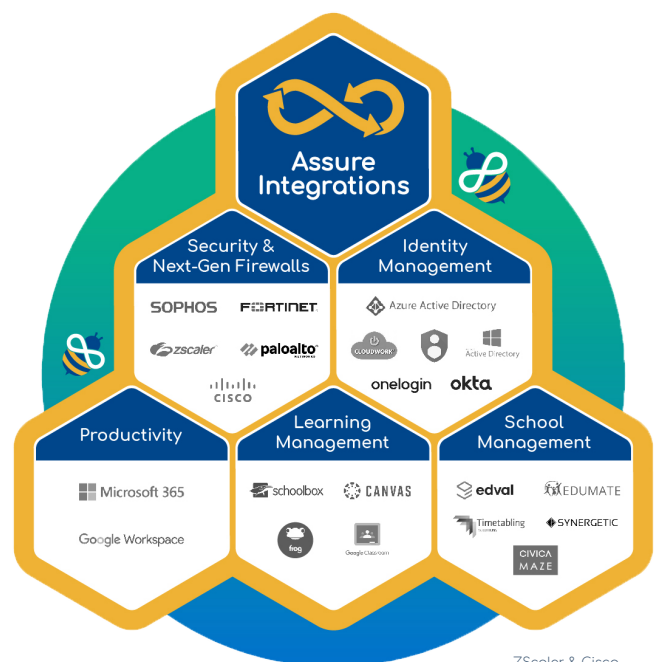 Assure
Integrations
Security &
Next-Gen Firewalls
Identity
Management
SOPHOS
FORTINET
Azure Active Directory
zscaler
paloalto
NETWORKS
CLOUDWORK
Active Directory
CISCO
onelogin
okta
Productivity
Learning
Management
School
Management
Microsoft 365
schoolbox
CANVAS
edval
EDUMATE
Google Workspace
frog
Google Classroom
Timetabling
SYNERGETIC
CIVICA
MAZE
ZScaler & Cisco